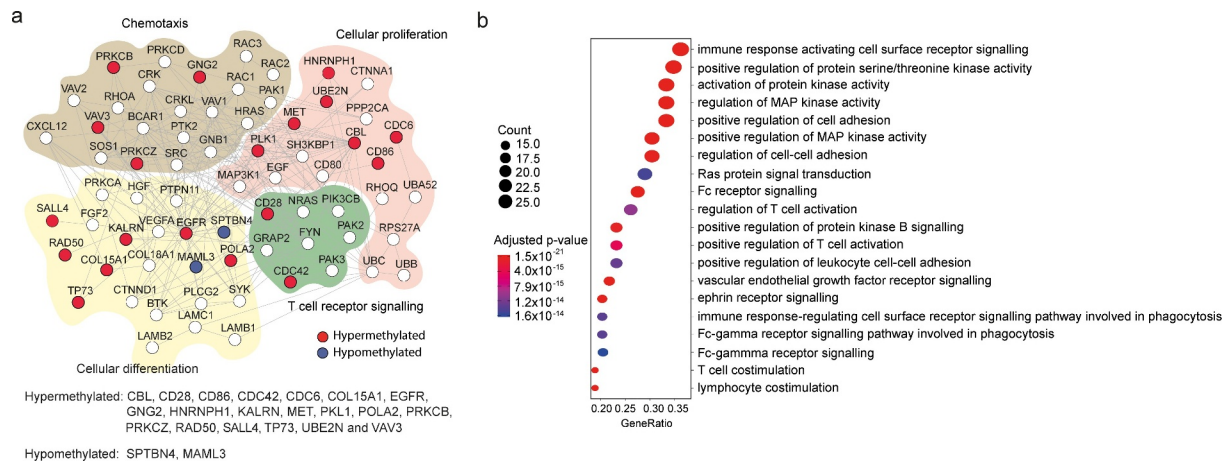 a
Chemotaxis
Cellular proliferation
PRKCB
PRKCD
GNG2
RAC3
RAC2
CRK
RAC1
PAK1
VAV2
RHOA
CRKL
VAV1
HRAS
VAV3
BCAR1
PTK2
GNB1
CXCL12
SOS1
PRKCZ
SRC
HNRNPH1
CTNNA1
UBE2N
PPP2CA
MET
CBL
CDC6
PLK1
SH3KBP1
CD86
MAP3K1
EGF
CD80
RHOQ
UBA52
RPS27A
UBC
UBB
PRKCA
HGF
PTPN11
SALL4
FGF2
VEGFA
EGFR
SPTBN4
KALRN
RAD50
COL15A1
COL18A1
MAML3
POLA2
TP73
CTNND1
PLCG2
SYK
BTK
LAMC1
LAMB1
LAMB2
CD28
NRAS
PIK3CB
GRAP2
FYN
PAK2
CDC42
PAK3
T cell receptor signalling
Hypermethylated
Hypomethylated
Cellular differentiation
Hypermethylated: CBL, CD28, CD86, CDC42, CDC6, COL15A1, EGFR,
GNG2, HNRNPH1, KALRN, MET, PKL1, POLA2, PRKCB,
PRKCZ, RAD50, SALL4, TP73, UBE2N and VAV3
Hypomethylated: SPTBN4, MAML3
b
Count
15.0
17.5
20.0
22.5
25.0
Adjusted p-value
1.5x10⁻²¹
4.0x10⁻¹⁵
7.9x10⁻¹⁵
1.2x10⁻¹⁴
1.6x10⁻¹⁴
immune response activating cell surface receptor signalling
positive regulation of protein serine/threonine kinase activity
activation of protein kinase activity
regulation of MAP kinase activity
positive regulation of cell adhesion
positive regulation of MAP kinase activity
regulation of cell-cell adhesion
Ras protein signal transduction
Fc receptor signalling
regulation of T cell activation
positive regulation of protein kinase B signalling
positive regulation of T cell activation
positive regulation of leukocyte cell-cell adhesion
vascular endothelial growth factor receptor signalling
ephrin receptor signalling
immune response-regulating cell surface receptor signalling pathway involved in phagocytosis
Fc-gamma receptor signalling pathway involved in phagocytosis
Fc-gammma receptor signalling
T cell costimulation
lymphocyte costimulation
0.20 0.25 0.30 0.35
GeneRatio